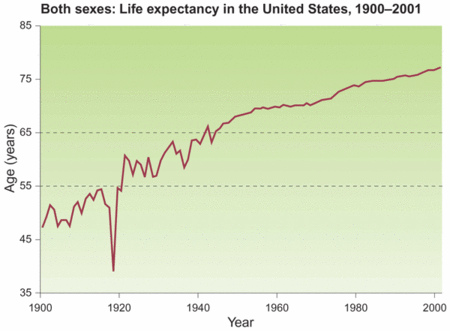 Both sexes: Life expectancy in the United States, 1900–2001
85
75
65
55
45
35
Age (years)
1900 1920 1940 1960 1980 2000
Year